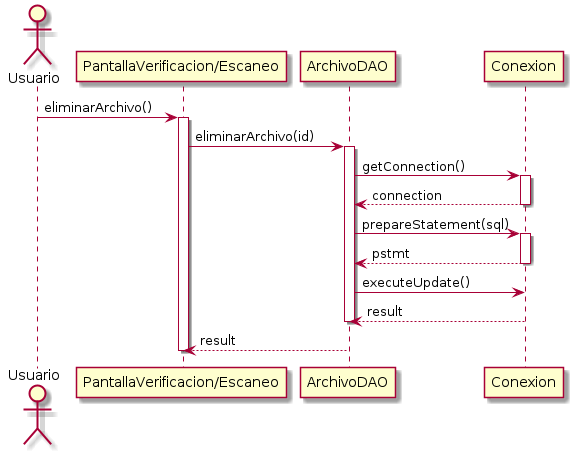 Usuario
PantallaVerificacion/Escaneo
ArchivoDAO
Conexion
eliminarArchivo()
eliminarArchivo(id)
getConnection()
connection
prepareStatement(sql)
pstmt
executeUpdate()
result
result
Usuario
PantallaVerificacion/Escaneo
ArchivoDAO
Conexion